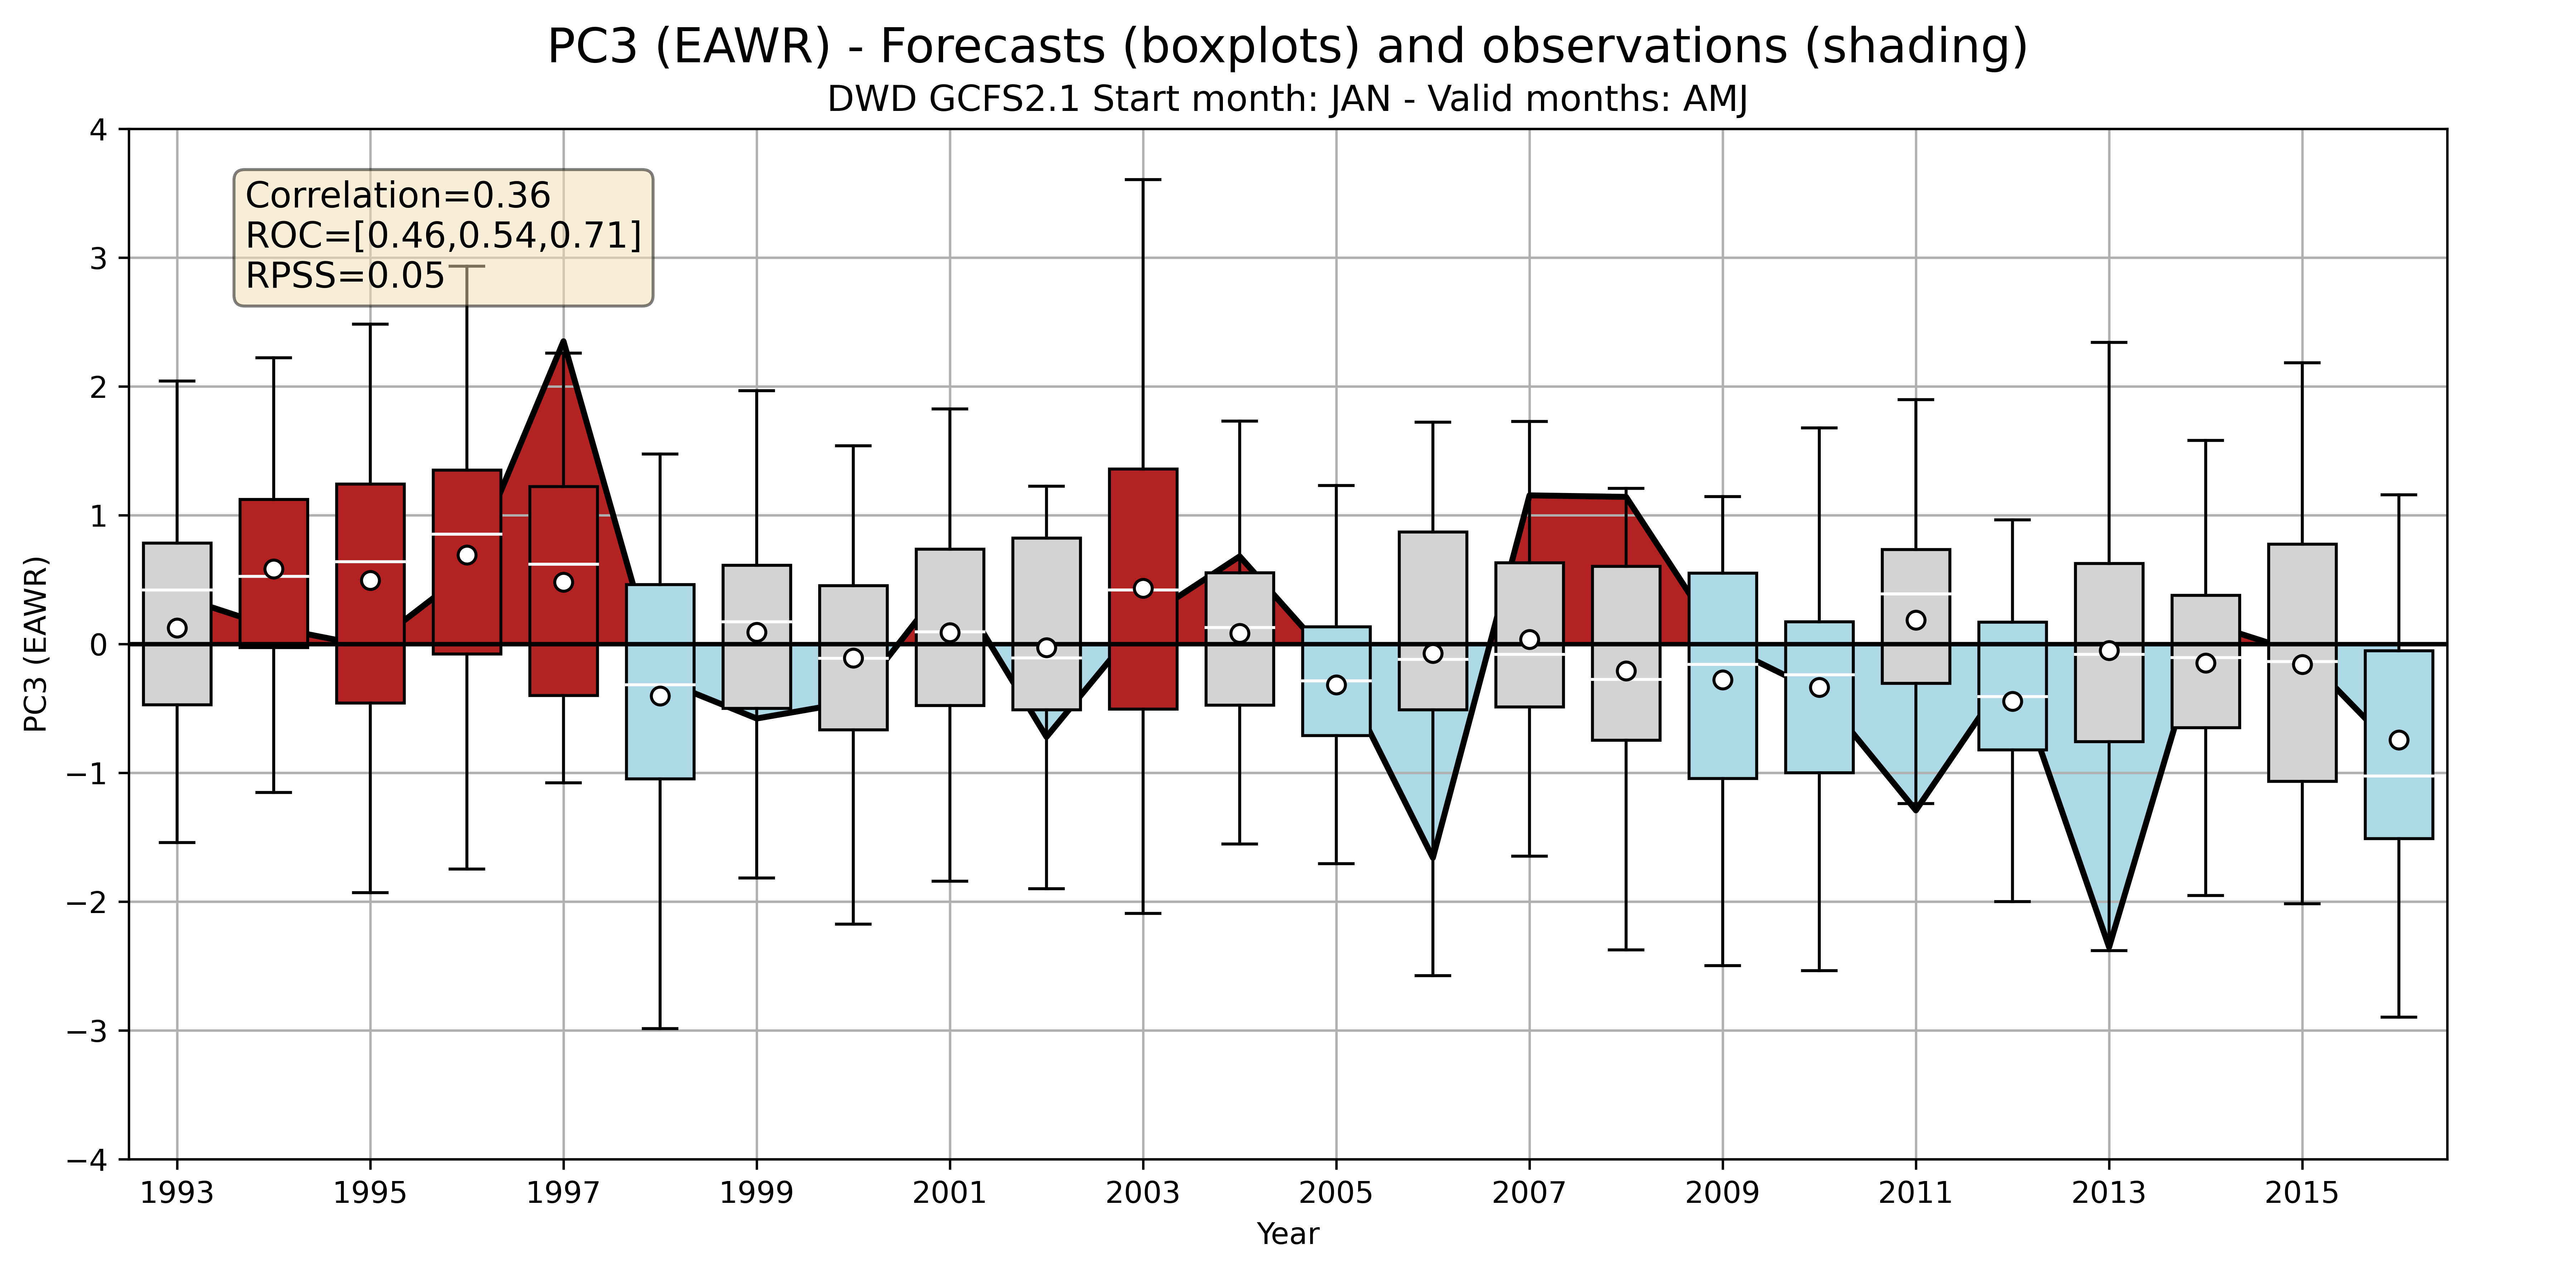 PC3 (EAWR) - Forecasts (boxplots) and observations (shading)
DWD GCFS2.1 Start month: JAN - Valid months: AMJ
Correlation=0.36
ROC=[0.46,0.54,0.71]
RPSS=0.05
PC3 (EAWR)
4
3
2
1
0
−1
−2
−3
−4
1993 1995 1997 1999 2001 2003 2005 2007 2009 2011 2013 2015
Year